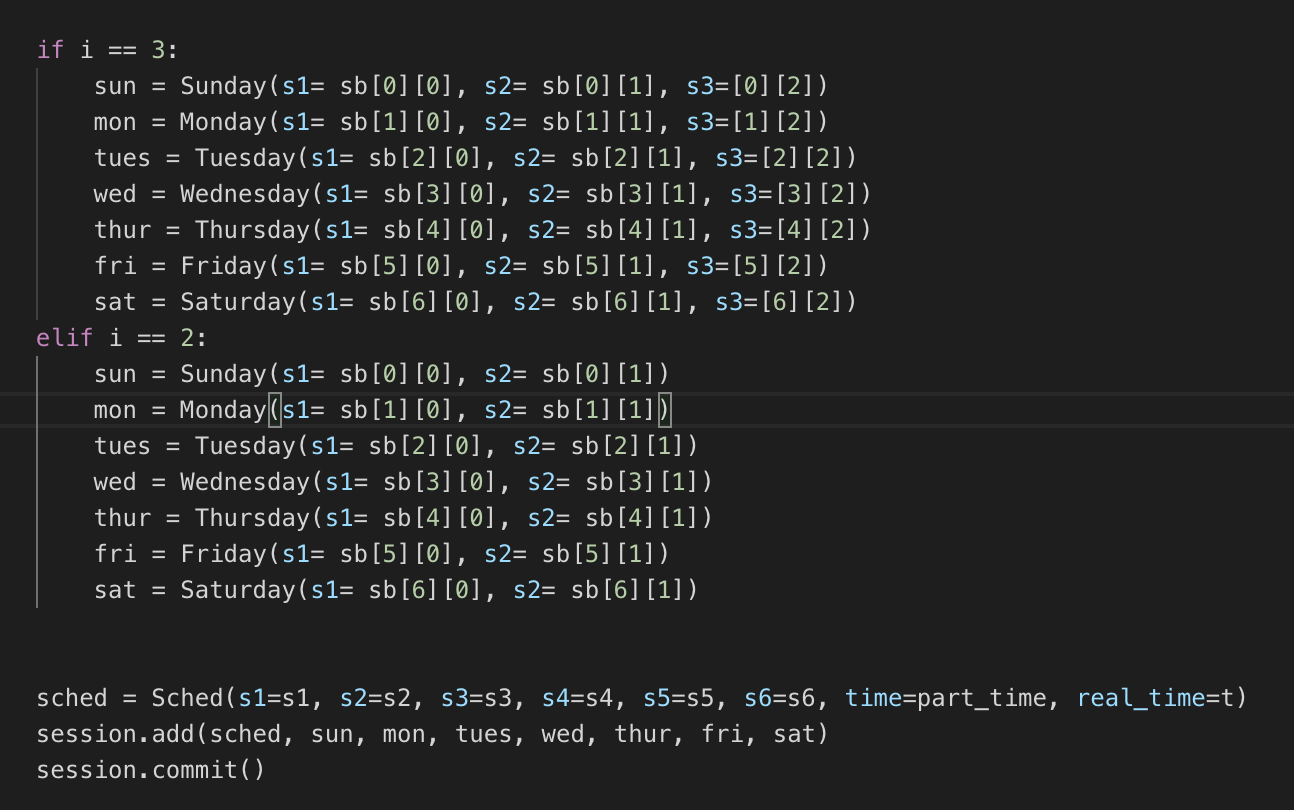 if i == 3:
    sun = Sunday(s1= sb[0][0], s2= sb[0][1], s3=[0][2])
    mon = Monday(s1= sb[1][0], s2= sb[1][1], s3=[1][2])
    tues = Tuesday(s1= sb[2][0], s2= sb[2][1], s3=[2][2])
    wed = Wednesday(s1= sb[3][0], s2= sb[3][1], s3=[3][2])
    thur = Thursday(s1= sb[4][0], s2= sb[4][1], s3=[4][2])
    fri = Friday(s1= sb[5][0], s2= sb[5][1], s3=[5][2])
    sat = Saturday(s1= sb[6][0], s2= sb[6][1], s3=[6][2])
elif i == 2:
    sun = Sunday(s1= sb[0][0], s2= sb[0][1])
    mon = Monday(s1= sb[1][0], s2= sb[1][1])
    tues = Tuesday(s1= sb[2][0], s2= sb[2][1])
    wed = Wednesday(s1= sb[3][0], s2= sb[3][1])
    thur = Thursday(s1= sb[4][0], s2= sb[4][1])
    fri = Friday(s1= sb[5][0], s2= sb[5][1])
    sat = Saturday(s1= sb[6][0], s2= sb[6][1])
sched = Sched(s1=s1, s2=s2, s3=s3, s4=s4, s5=s5, s6=s6, time=part_time, real_time=t)
session.add(sched, sun, mon, tues, wed, thur, fri, sat)
session.commit()